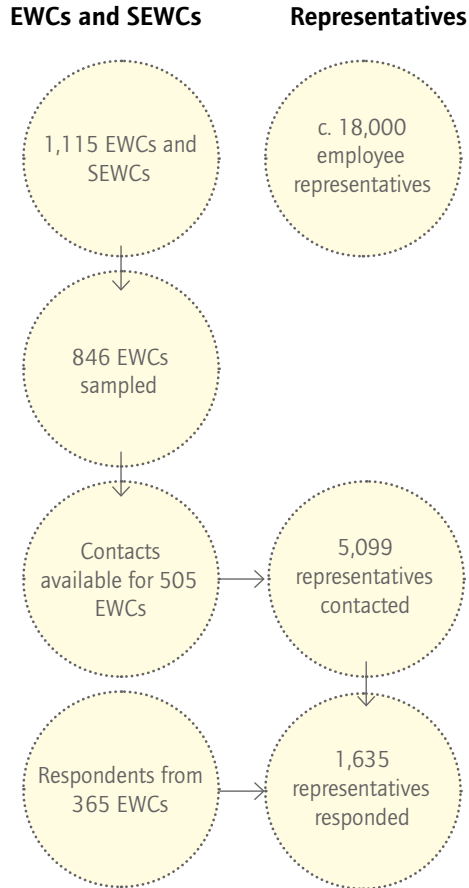 EWCs and SEWCs
Representatives
1,115 EWCs and
SEWCs
c. 18,000
employee
representatives
846 EWCs
sampled
Contacts
available for 505
EWCs
5,099
representatives
contacted
Respondents from
365 EWCs
1,635
representatives
responded